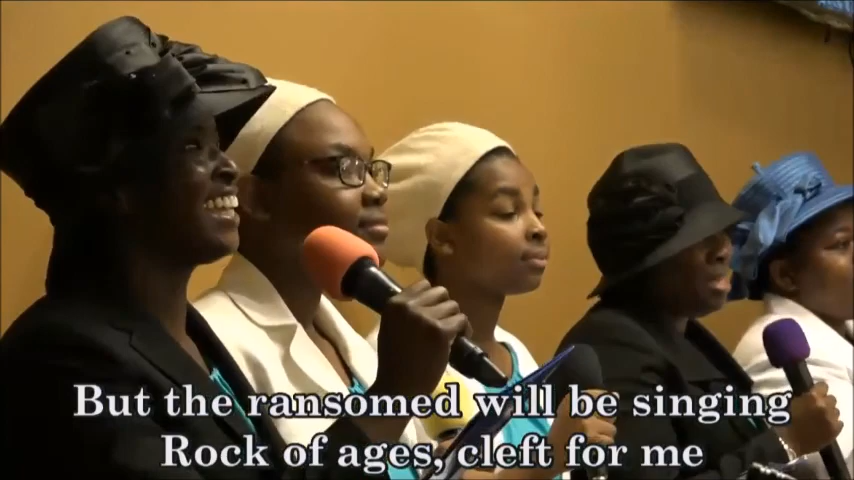 But the ransomed will be singing
Rock of ages, cleft for me